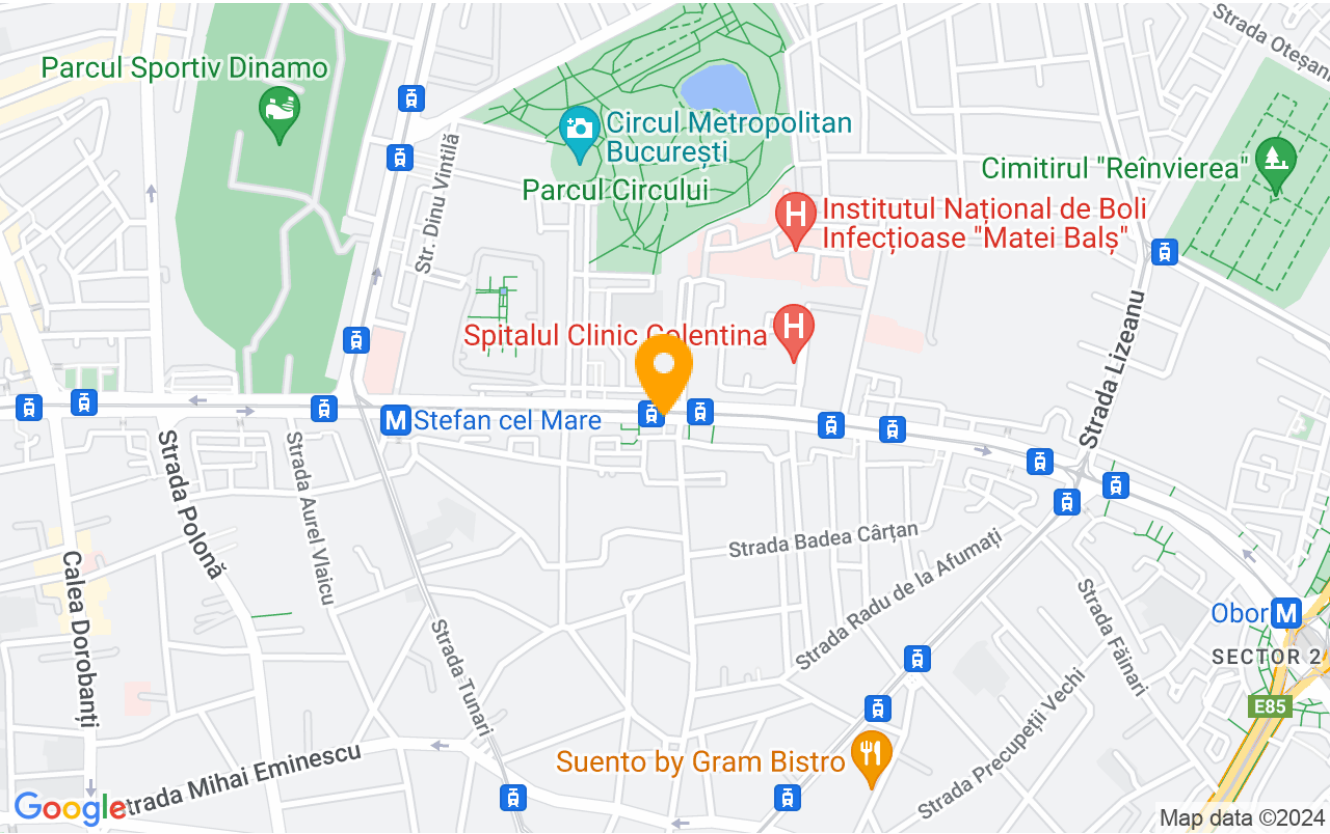 Strada Oteșani
Parcul Sportiv Dinamo
Circul Metropolitan
București
Parcul Circului
Str. Dinu Vintilă
Cimitirul "Reînvierea"
H
Institutul Național de Boli
Infecțioase "Matei Balș"
Spitalul Clinic Colentina
H
Strada Lizeanu
M
Stefan cel Mare
Strada Polonă
Strada Aurel Vlaicu
Calea Dorobanți
Strada Badea Cârțan
Strada Radu de la Afumați
Strada Făinari
Obor
M
SECTOR 2
E85
Strada Tunari
Strada Precupeții Vechi
Suento by Gram Bistro
Strada Mihai Eminescu
Google
Map data ©2024